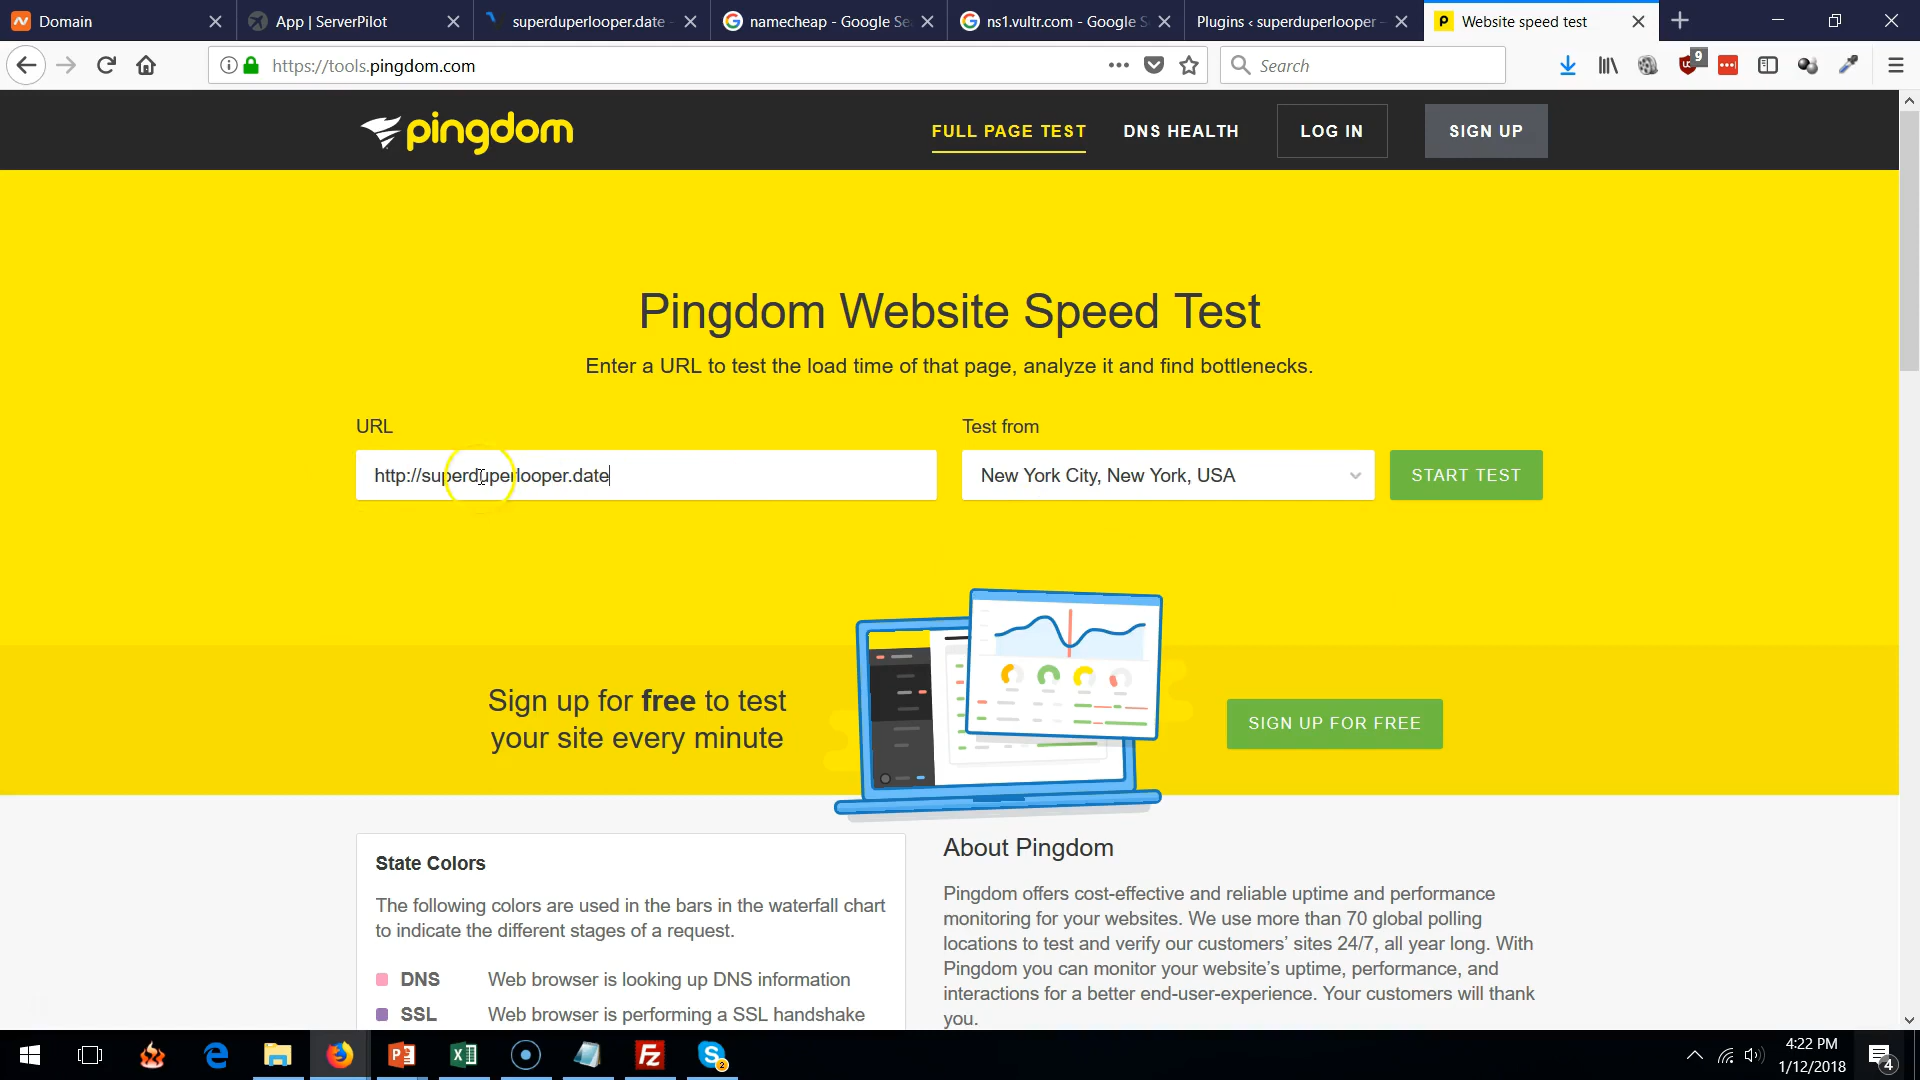 Domain
App | ServerPilot
superduperlooper.date -
namecheap - Google Se
ns1.vultr.com - Google S
Plugins ‹ superduperlooper –
Website speed test
https://tools.pingdom.com
Search
9
pingdom
FULL PAGE TEST
DNS HEALTH
LOG IN
SIGN UP
Pingdom Website Speed Test
Enter a URL to test the load time of that page, analyze it and find bottlenecks.
URL
Test from
http://superduperlooper.date
New York City, New York, USA
START TEST
Sign up for free to test
your site every minute
SIGN UP FOR FREE
State Colors
The following colors are used in the bars in the waterfall chart
to indicate the different stages of a request.
DNS Web browser is looking up DNS information
SSL Web browser is performing a SSL handshake
About Pingdom
Pingdom offers cost-effective and reliable uptime and performance
monitoring for your websites. We use more than 70 global polling
locations to test and verify our customers’ sites 24/7, all year long. With
Pingdom you can monitor your website’s uptime, performance, and
interactions for a better end-user-experience. Your customers will thank
you.
2
4:22 PM
1/12/2018
4